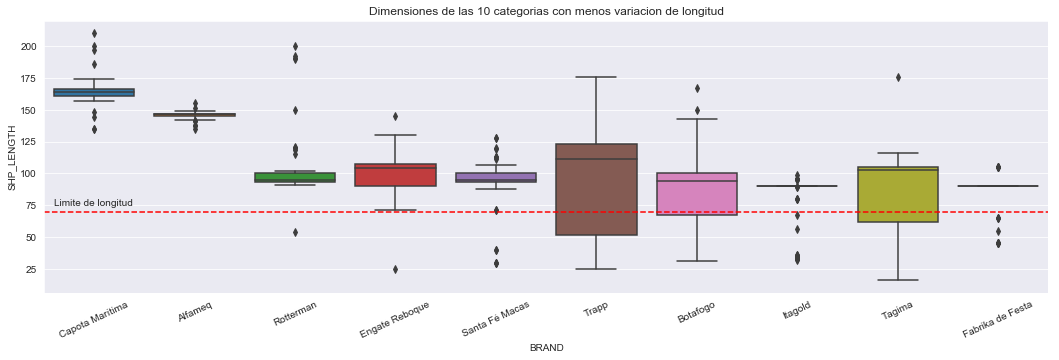 Dimensiones de las 10 categorias con menos variacion de longitud
SHP_LENGTH
200
175
150
125
100
75
50
25
Limite de longitud
Capota Marítima
Alfameq
Rotterman
Engate Reboque
Santa Fé Macas
Trapp
Botafogo
Itagold
Tagima
Fabrika de Festa
BRAND